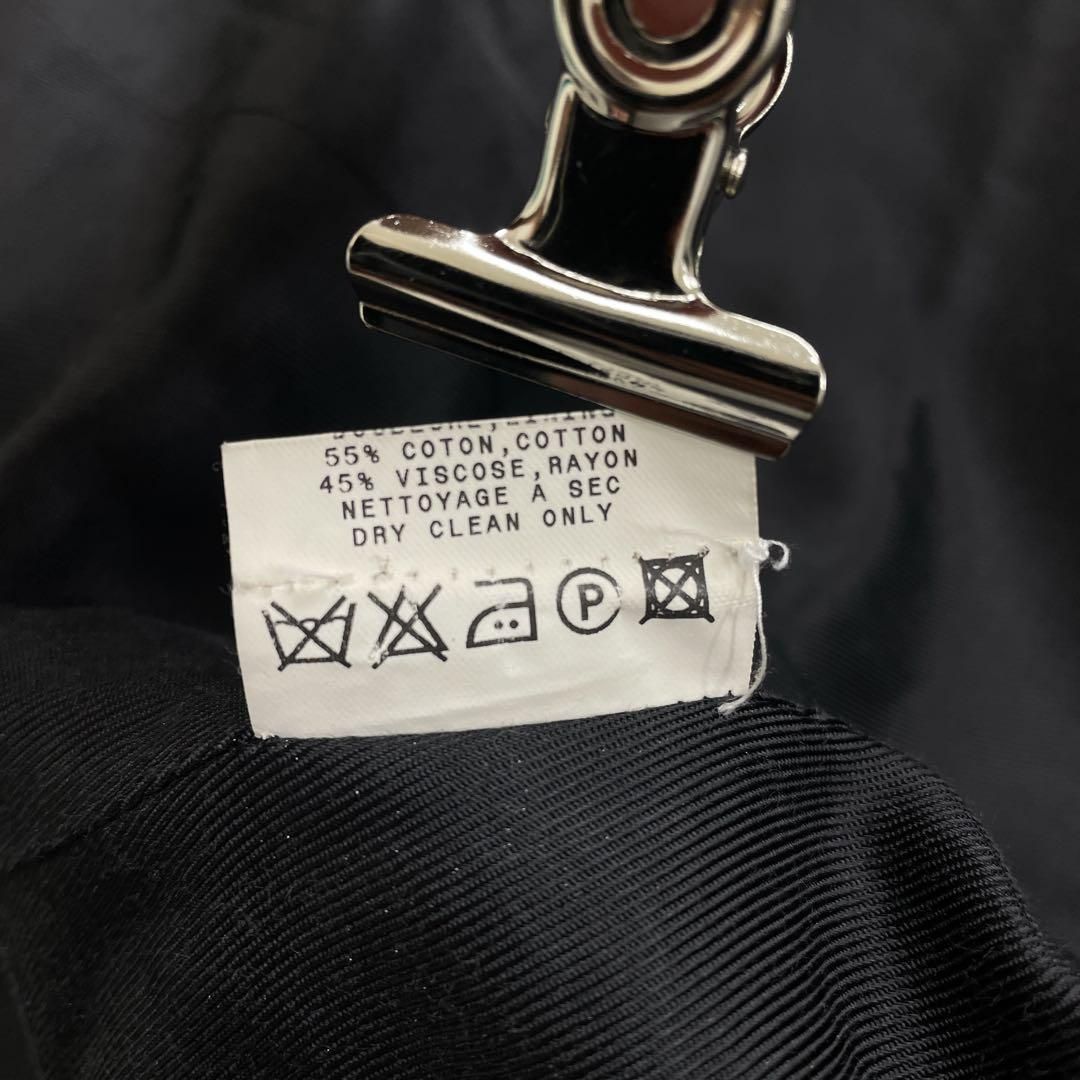 55% COTON,COTTON
45% VISCOSE,RAYON
NETTOYAGE A SEC
DRY CLEAN ONLY
P